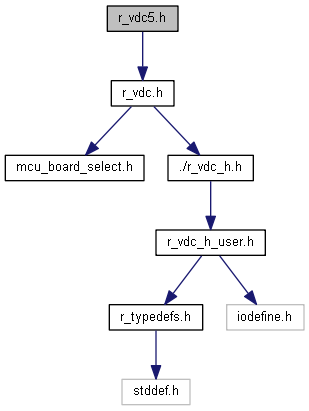 r_vdc5.h
r_vdc.h
mcu_board_select.h
./r_vdc_h.h
r_vdc_h_user.h
r_typedefs.h
iodefine.h
stddef.h